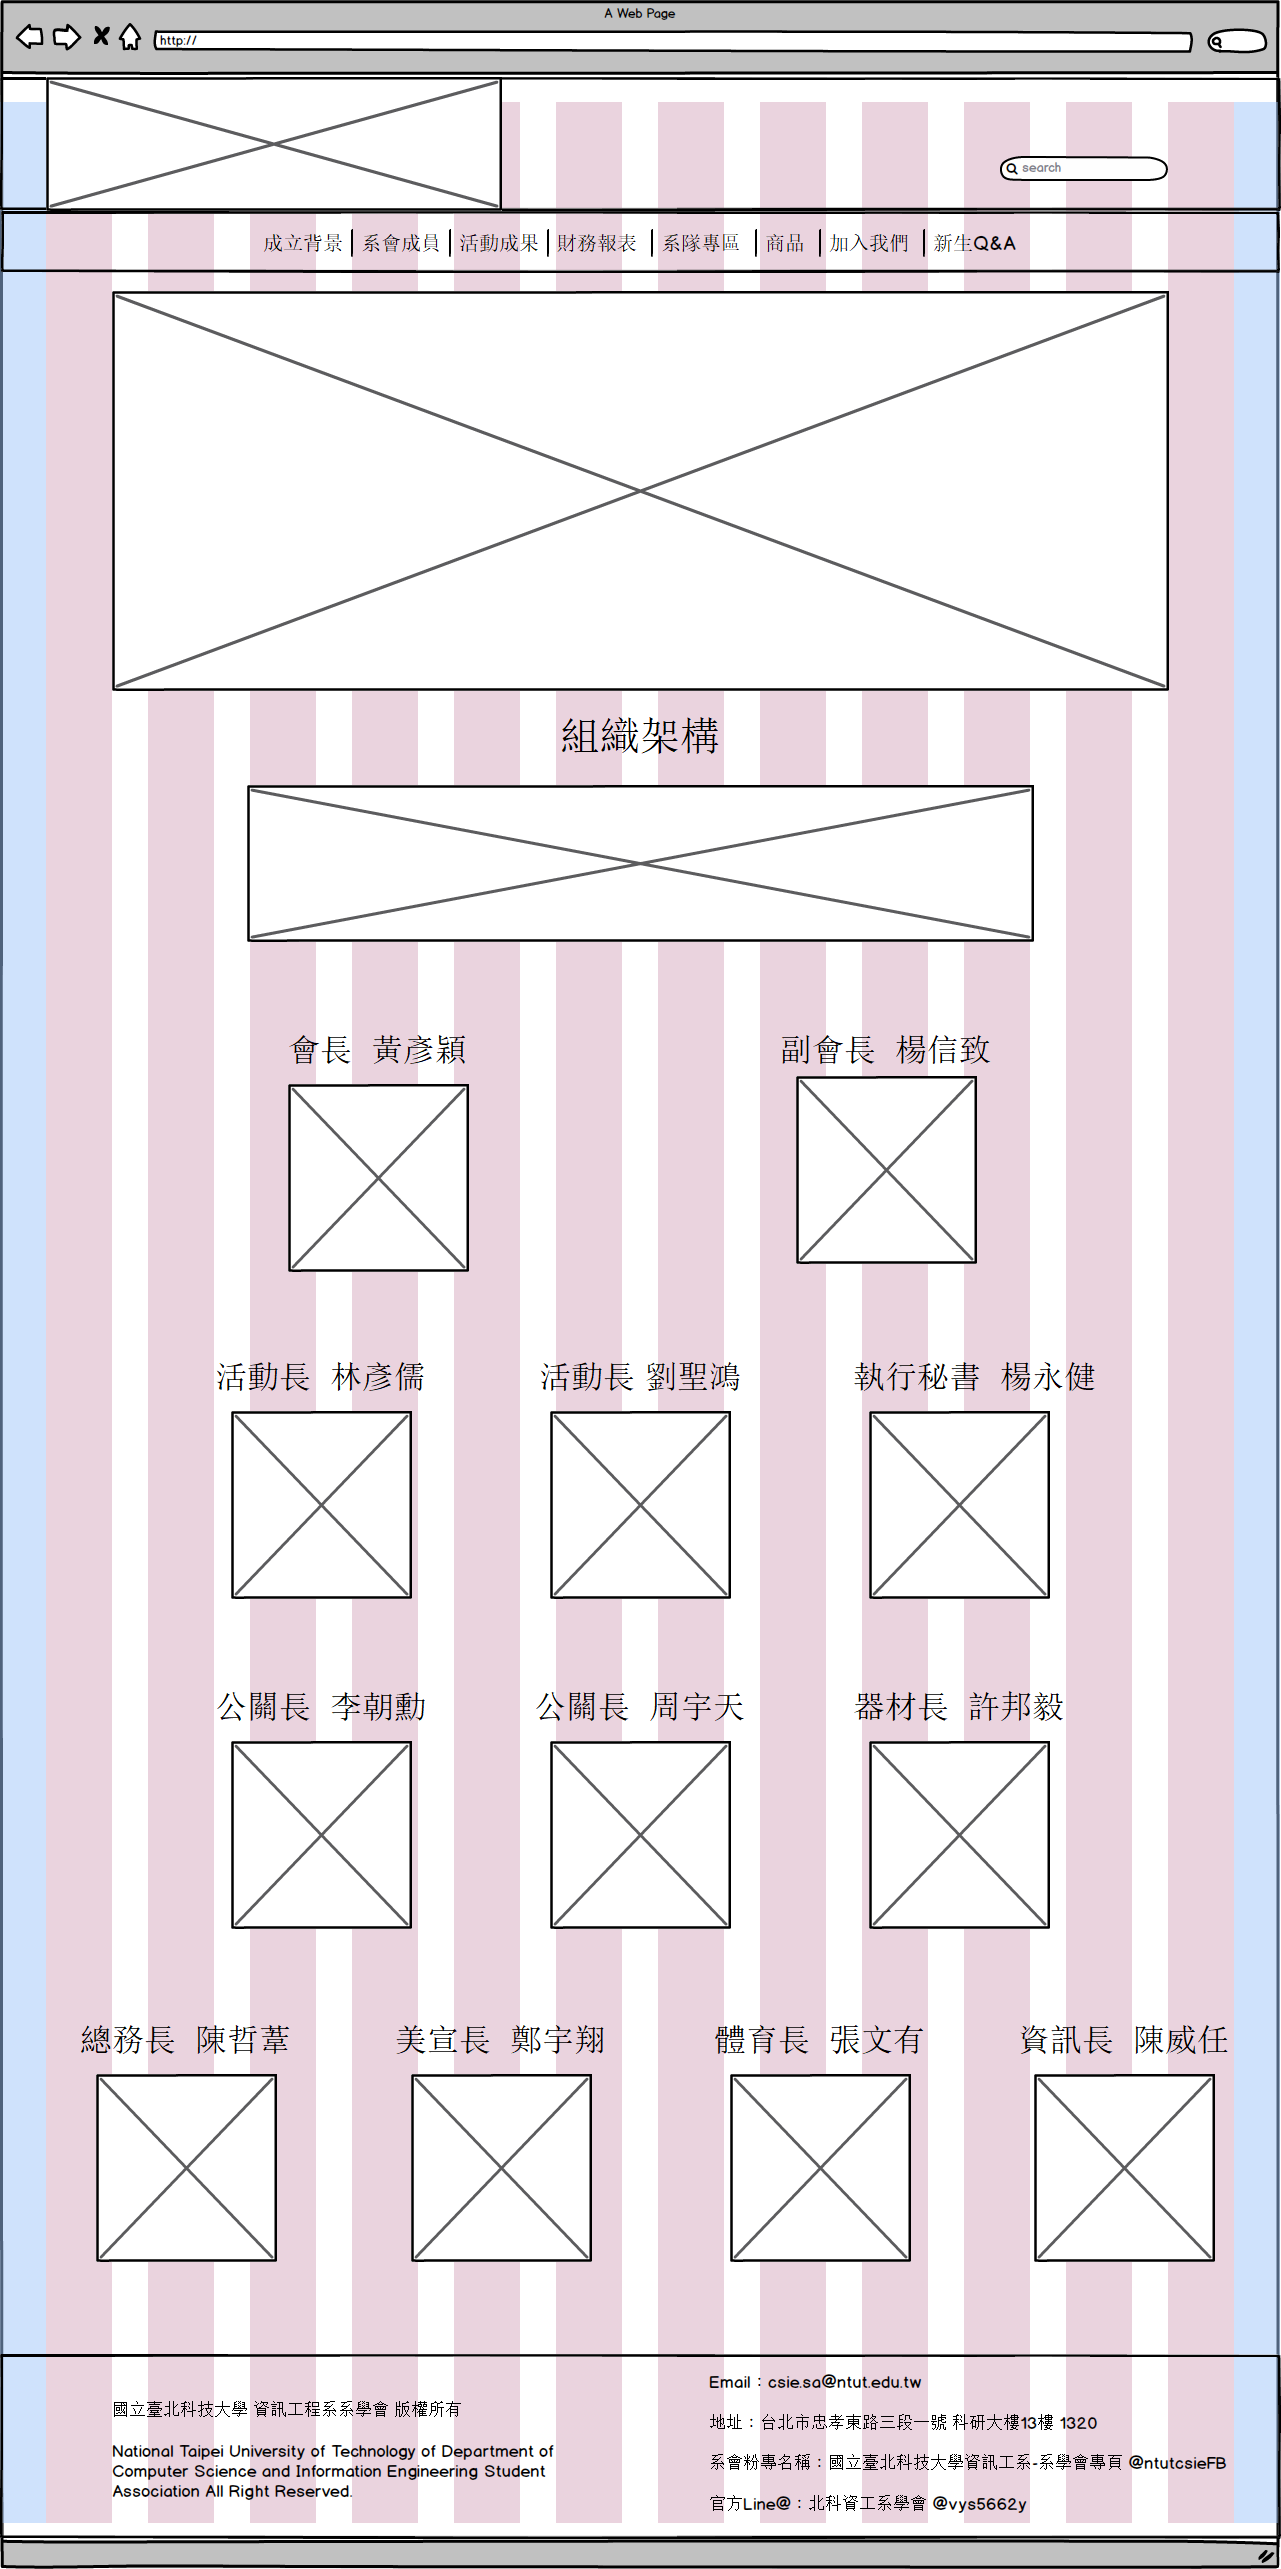 A Web Page
http://
search
成立背景 系會成員 活動成果 財務報表 系隊專區 商品 加入我們 新生Q&A
組織架構
會長 黃彥穎 副會長 楊信致
活動長 林彥儒 活動長 劉聖鴻 執行秘書 楊永健
公關長 李朝勳 公關長 周宇天 器材長 許邦毅
總務長 陳哲葦 美宣長 鄭宇翔 體育長 張文有 資訊長 陳威任
國立臺北科技大學 資訊工程系系學會 版權所有
National Taipei University of Technology of Department of
Computer Science and Information Engineering Student
Association All Right Reserved.
Email：csie.sa@ntut.edu.tw
地址：台北市忠孝東路三段一號 科研大樓13樓 1320
系會粉專名稱：國立臺北科技大學資訊工系-系學會專頁 @ntutcsieFB
官方Line@：北科資工系學會 @vys5662y